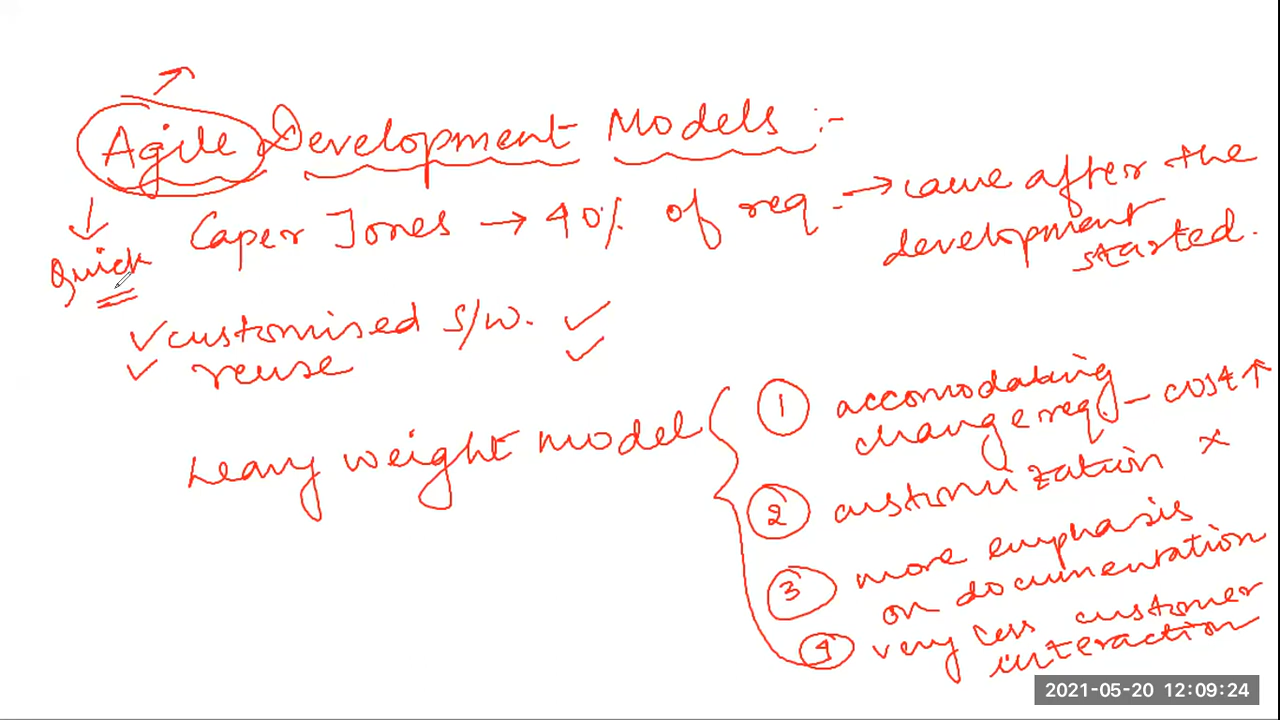 Agile Development Models :-
Quick
Caper Jones → 40% of req. → came after the
development
started.
✓ customised S/W. ✓
✓ reuse ✓
Heavy weight model
① accomodating
change req. - cost ↑
② customization ×
③ more emphasis
on documentation
④ very less customer
interaction
2021-05-20 12:09:24